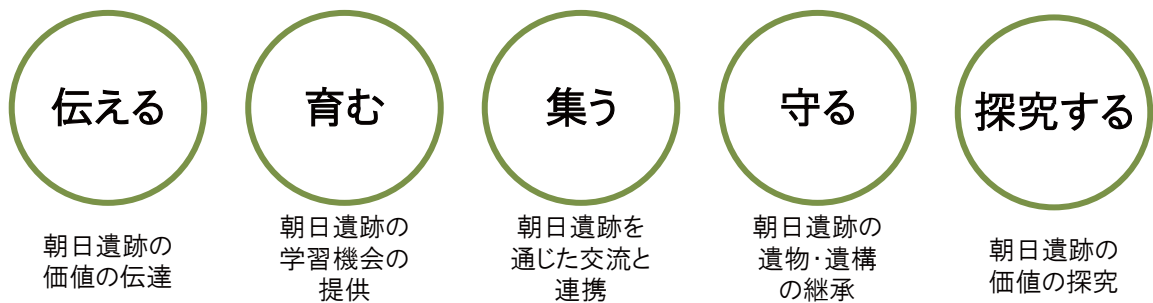 伝える
育む
集う
守る
探究する
朝日遺跡の
価値の伝達
朝日遺跡の
学習機会の
提供
朝日遺跡を
通じた交流と
連携
朝日遺跡の
遺物・遺構
の継承
朝日遺跡の
価値の探究